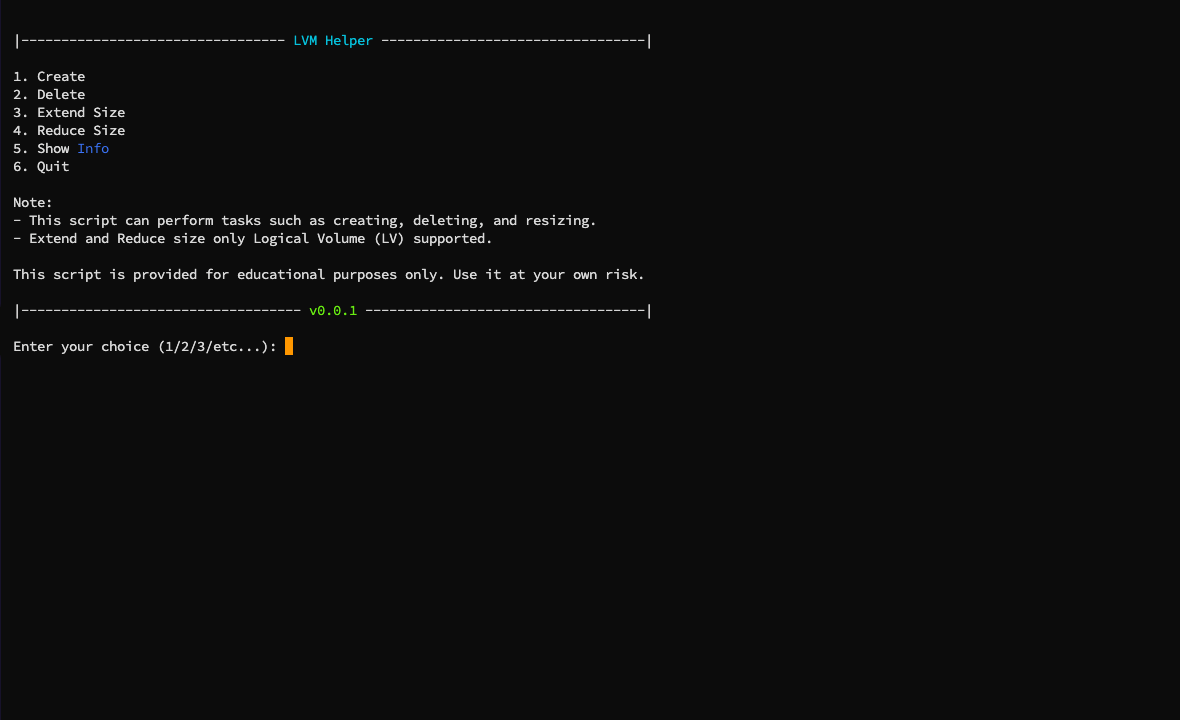 |--------------------------------- LVM Helper ---------------------------------|
1. Create
2. Delete
3. Extend Size
4. Reduce Size
5. Show Info
6. Quit
Note:
- This script can perform tasks such as creating, deleting, and resizing.
- Extend and Reduce size only Logical Volume (LV) supported.
This script is provided for educational purposes only. Use it at your own risk.
|----------------------------------- v0.0.1 -----------------------------------|
Enter your choice (1/2/3/etc...):